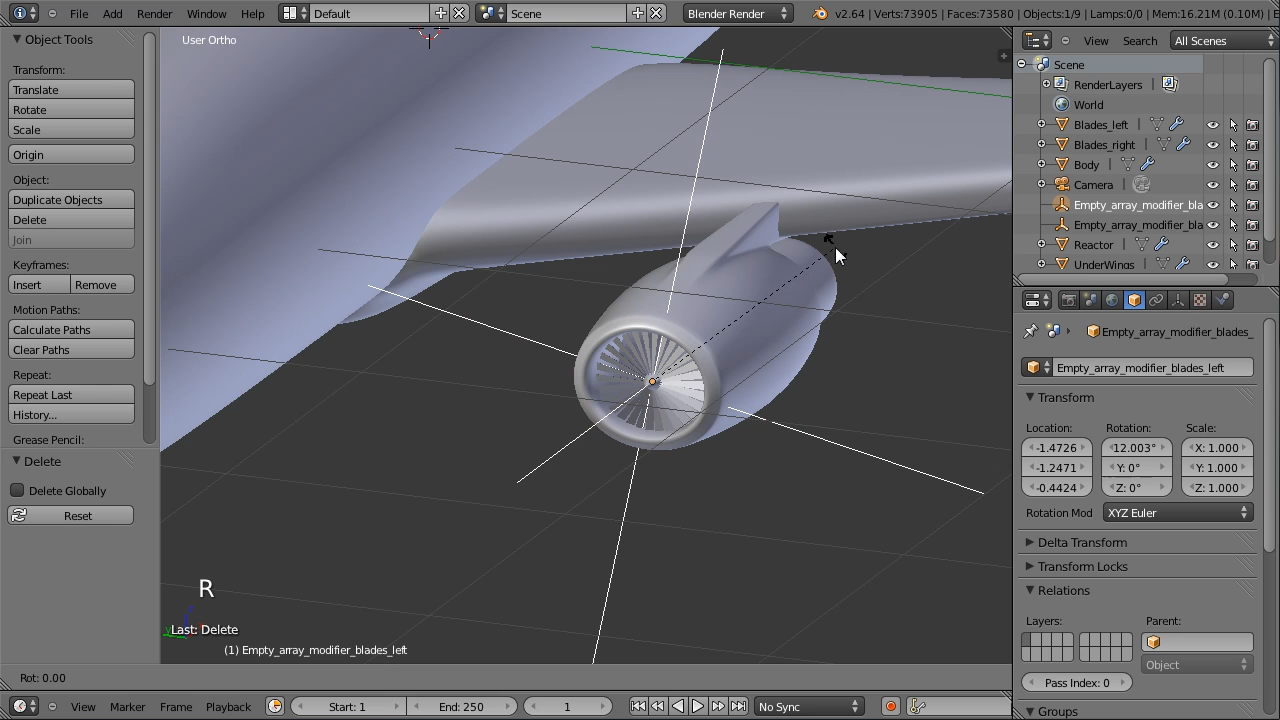 File Add Render Window Help Default Scene Blender Render v2.64 | Verts:73905 | Faces:73580 | Objects:1/9 | Lamps:0/0 | Mem:16.21M (0.10M) | E
Object Tools
Transform:
Translate
Rotate
Scale
Origin
Object:
Duplicate Objects
Delete
Join
Keyframes:
Insert Remove
Motion Paths:
Calculate Paths
Clear Paths
Repeat:
Repeat Last
History...
Grease Pencil:
Delete
Delete Globally
Reset
User Ortho
R
Last: Delete
(1) Empty_array_modifier_blades_left
Rot: 0.00
View Search All Scenes
Scene
RenderLayers
World
Blades_left
Blades_right
Body
Camera
Empty_array_modifier_bla
Empty_array_modifier_bla
Reactor
UnderWings
Empty_array_modifier_blades_
Empty_array_modifier_blades_left
Transform
Location: Rotation: Scale:
-1.4726 12.003° X: 1.000
-1.2471 Y: 0° Y: 1.000
-0.4424 Z: 0° Z: 1.000
Rotation Mod XYZ Euler
Delta Transform
Transform Locks
Relations
Layers: Parent:
Object
Pass Index: 0
Groups
View Marker Frame Playback Start: 1 End: 250 1 No Sync